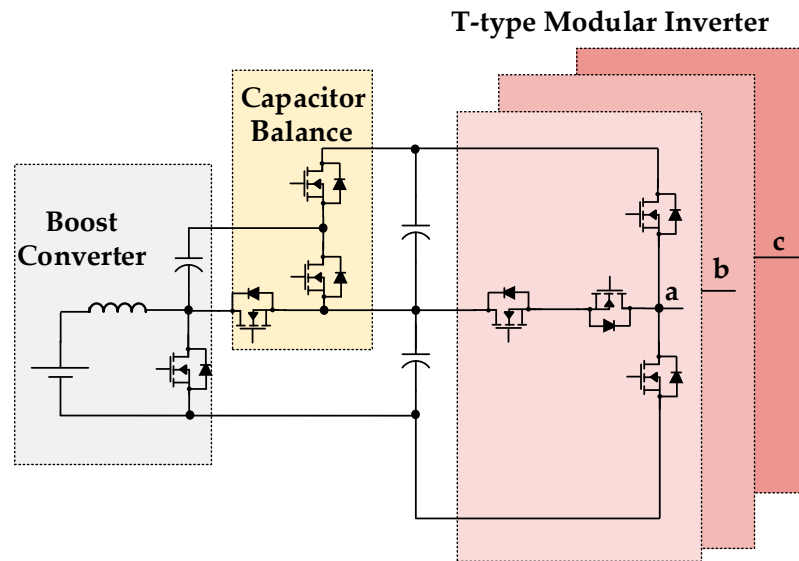 T-type Modular Inverter
Capacitor
Balance
Boost
Converter
a
b
c